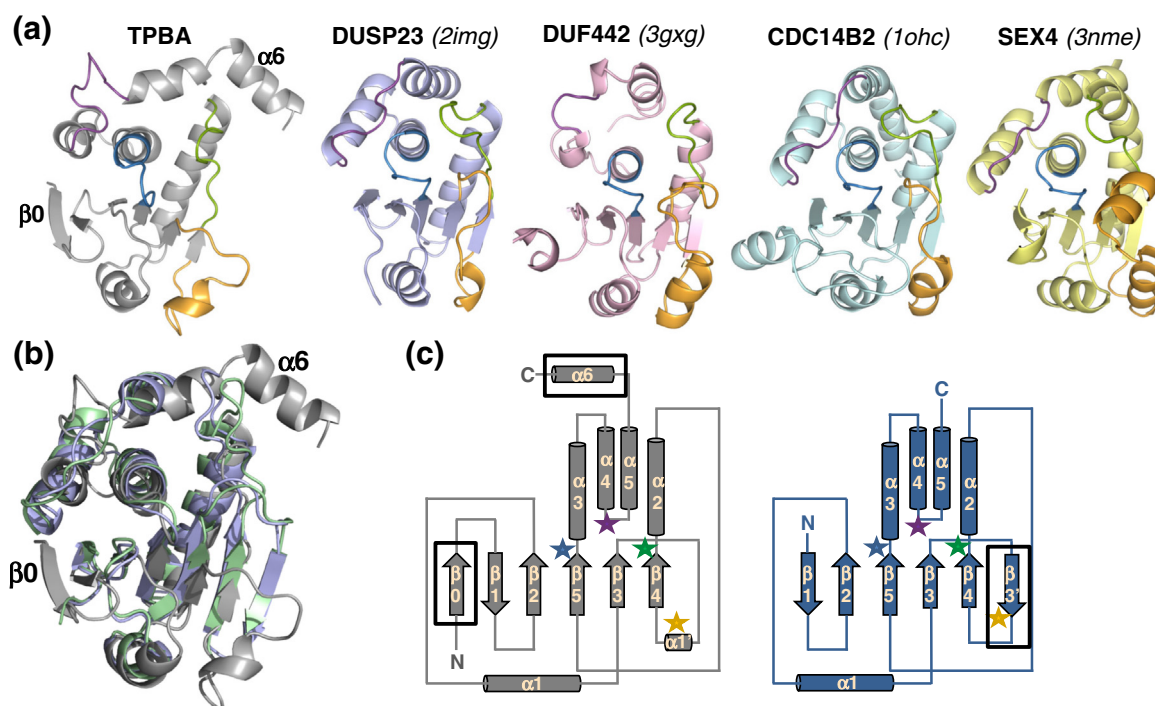 (a)
TPBA
DUSP23 (2img)
DUF442 (3gxg)
CDC14B2 (1ohc)
SEX4 (3nme)
α6
β0
(b)
α6
β0
(c)
C
α6
α3
α4
α5
α2
β0
β1
β2
β5
β3
β4
α1
N
α1
C
α3
α4
α5
α2
N
β1
β2
β5
β3
β4
β3'
α1